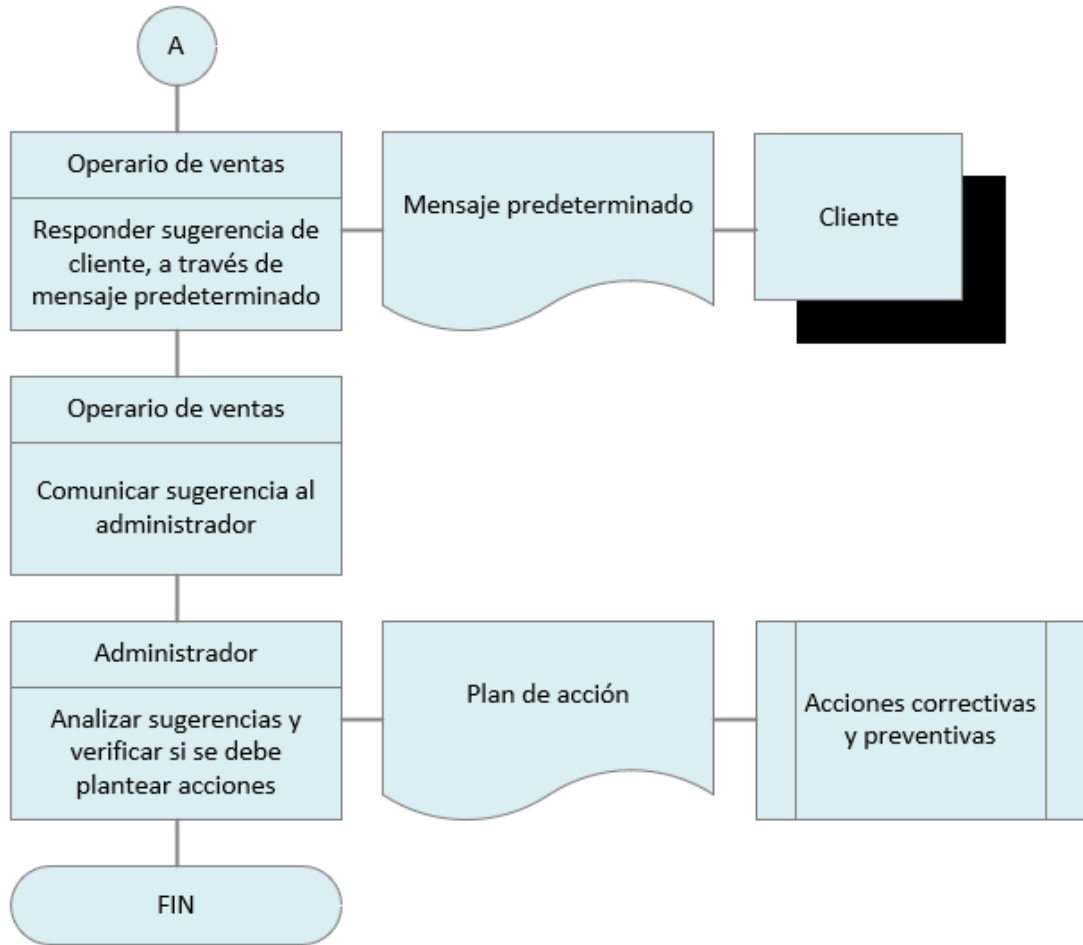 A
Operario de ventas
Responder sugerencia de
cliente, a través de
mensaje predeterminado
Mensaje predeterminado
Cliente
Operario de ventas
Comunicar sugerencia al
administrador
Administrador
Analizar sugerencias y
verificar si se debe
plantear acciones
Plan de acción
Acciones correctivas
y preventivas
FIN